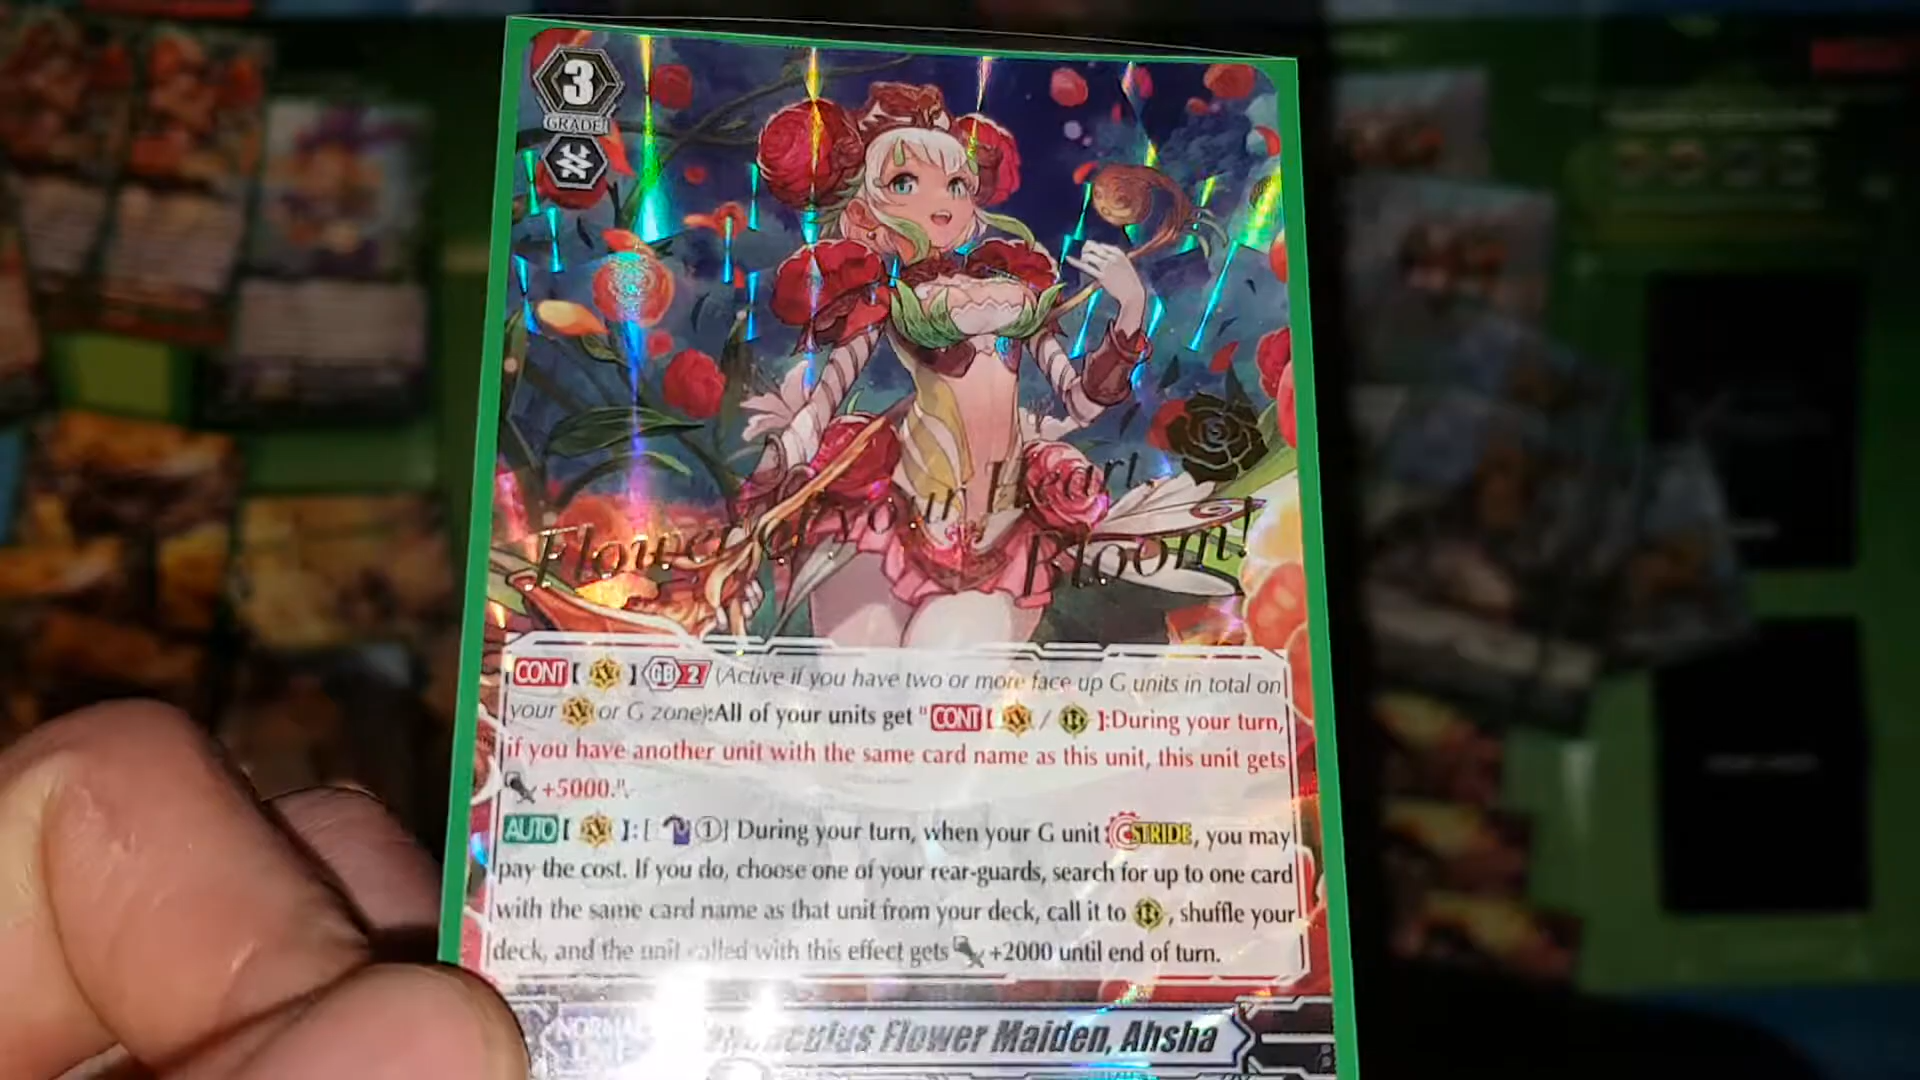 3
GRADE
Flower of your Heart,
Bloom!
CONT【 】GB 2 (Active if you have two or more face up G units in total on
your or G zone):All of your units get "CONT【 / 】:During your turn,
if you have another unit with the same card name as this unit, this unit gets
+5000."
AUTO【 】:[ ①] During your turn, when your G unit STRIDE, you may
pay the cost. If you do, choose one of your rear-guards, search for up to one card
with the same card name as that unit from your deck, call it to , shuffle your
deck, and the unit called with this effect gets +2000 until end of turn.
NORMAL
Flower Maiden, Ahsha